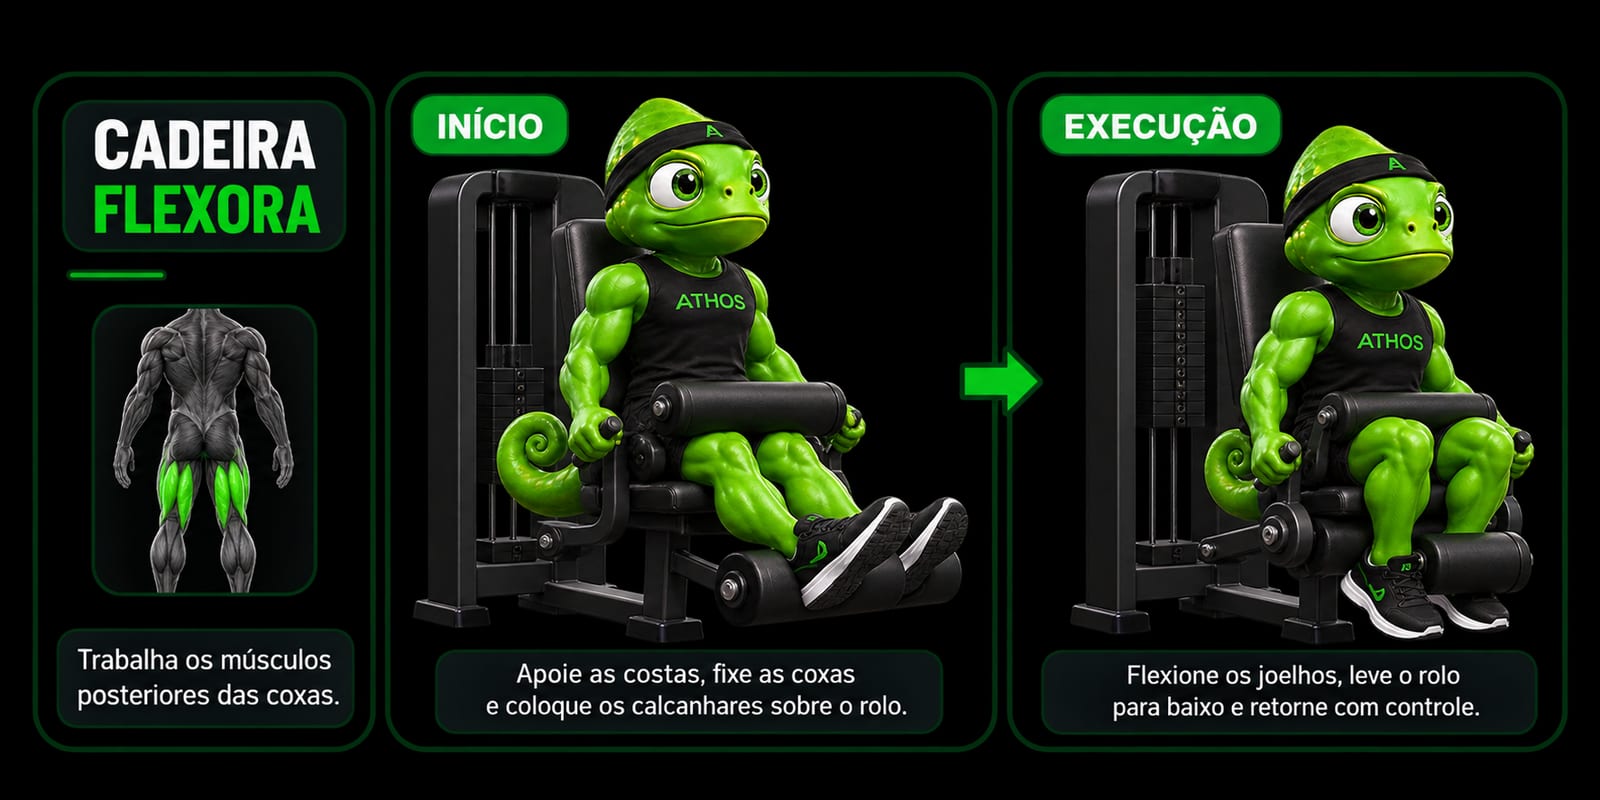 CADEIRA
FLEXORA
Trabalha os músculos
posteriores das coxas.
INÍCIO
A
ATHOS
Apoie as costas, fixe as coxas
e coloque os calcanhares sobre o rolo.
EXECUÇÃO
A
ATHOS
Flexione os joelhos, leve o rolo
para baixo e retorne com controle.